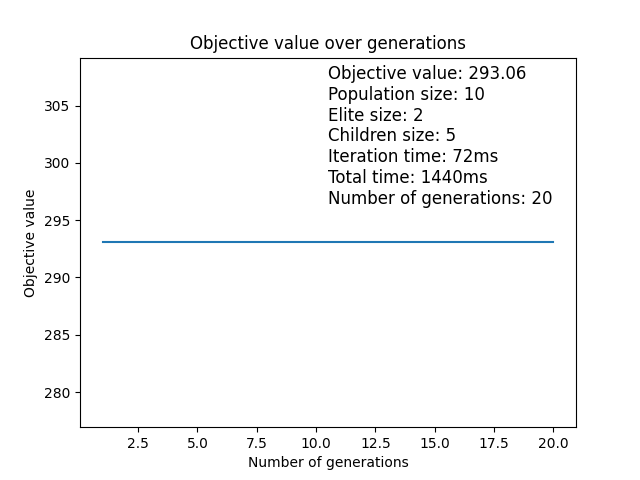 Objective value over generations
Objective value: 293.06
Population size: 10
Elite size: 2
Children size: 5
Iteration time: 72ms
Total time: 1440ms
Number of generations: 20
Objective value
305
300
295
290
285
280
2.5 5.0 7.5 10.0 12.5 15.0 17.5 20.0
Number of generations